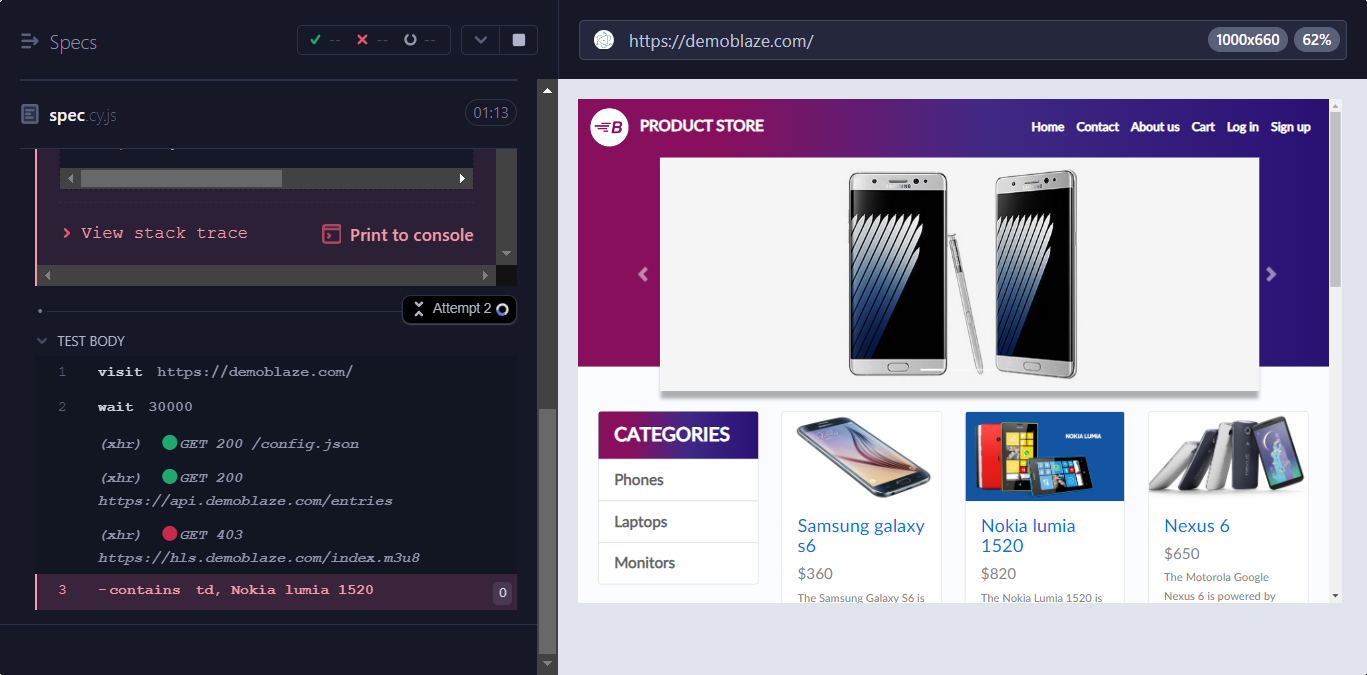 Specs
-- -- --
https://demoblaze.com/
1000x660
62%
spec.cy.js
01:13
View stack trace
Print to console
Attempt 2
TEST BODY
1 visit https://demoblaze.com/
2 wait 30000
(xhr) GET 200 /config.json
(xhr) GET 200
https://api.demoblaze.com/entries
(xhr) GET 403
https://hls.demoblaze.com/index.m3u8
3 -contains td, Nokia lumia 1520 0
B PRODUCT STORE
Home Contact About us Cart Log in Sign up
SAMSUNG
SAMSUNG
CATEGORIES
Phones
Laptops
Monitors
Samsung galaxy
s6
$360
The Samsung Galaxy S6 is
NOKIA LUMIA
Nokia lumia
1520
$820
The Nokia Lumia 1520 is
Nexus 6
$650
The Motorola Google
Nexus 6 is powered by